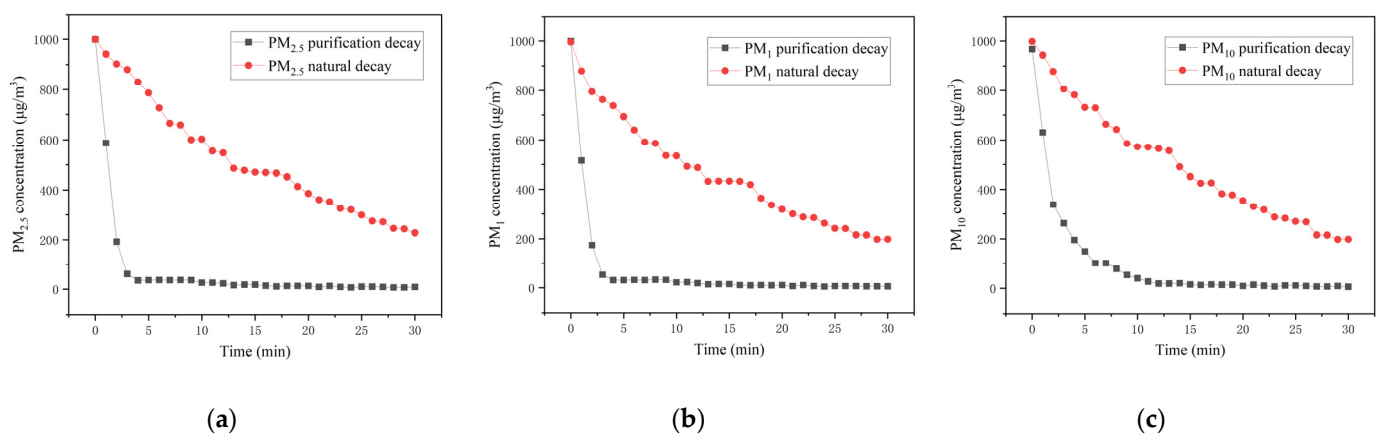 PM2.5 concentration (μg/m³)
1000
800
600
400
200
0
PM2.5 purification decay
PM2.5 natural decay
0 5 10 15 20 25 30
Time (min)
(a)
PM1 concentration (μg/m³)
1000
800
600
400
200
0
PM1 purification decay
PM1 natural decay
0 5 10 15 20 25 30
Time (min)
(b)
PM10 concentration (μg/m³)
1000
800
600
400
200
0
PM10 purification decay
PM10 natural decay
0 5 10 15 20 25 30
Time (min)
(c)